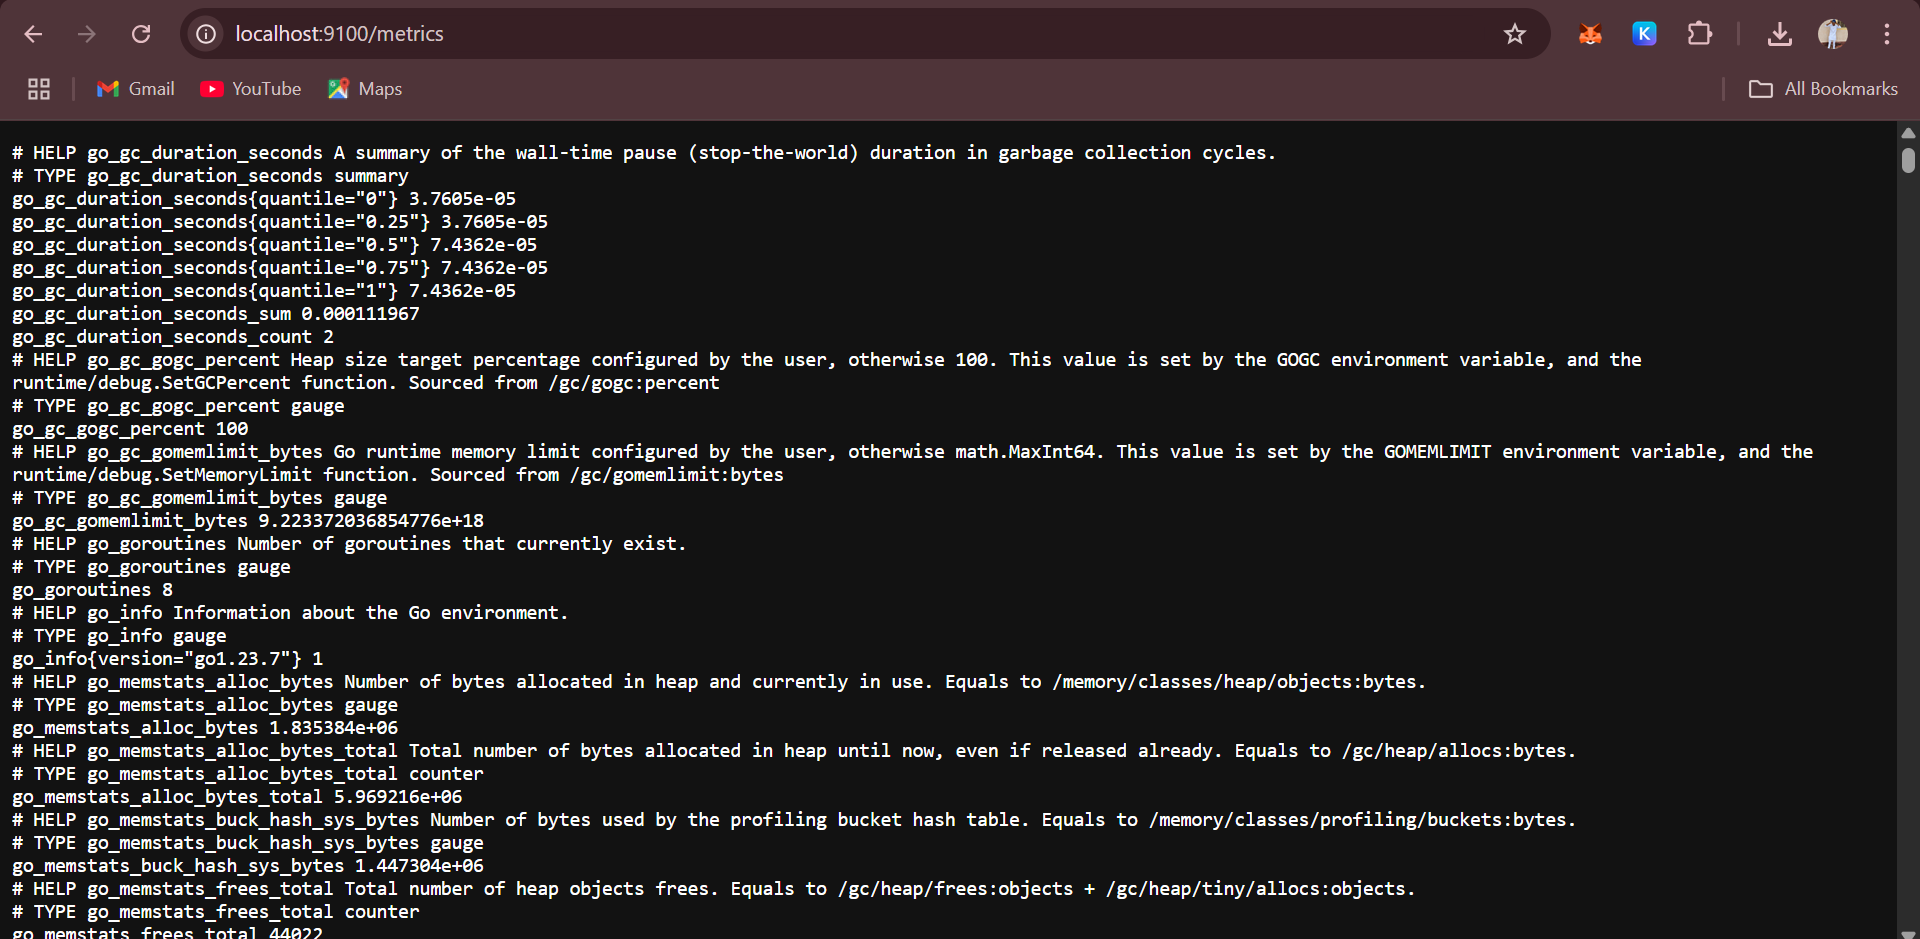 localhost:9100/metrics
K
Gmail
YouTube
Maps
All Bookmarks
# HELP go_gc_duration_seconds A summary of the wall-time pause (stop-the-world) duration in garbage collection cycles.
# TYPE go_gc_duration_seconds summary
go_gc_duration_seconds{quantile="0"} 3.7605e-05
go_gc_duration_seconds{quantile="0.25"} 3.7605e-05
go_gc_duration_seconds{quantile="0.5"} 7.4362e-05
go_gc_duration_seconds{quantile="0.75"} 7.4362e-05
go_gc_duration_seconds{quantile="1"} 7.4362e-05
go_gc_duration_seconds_sum 0.000111967
go_gc_duration_seconds_count 2
# HELP go_gc_gogc_percent Heap size target percentage configured by the user, otherwise 100. This value is set by the GOGC environment variable, and the
runtime/debug.SetGCPercent function. Sourced from /gc/gogc:percent
# TYPE go_gc_gogc_percent gauge
go_gc_gogc_percent 100
# HELP go_gc_gomemlimit_bytes Go runtime memory limit configured by the user, otherwise math.MaxInt64. This value is set by the GOMEMLIMIT environment variable, and the
runtime/debug.SetMemoryLimit function. Sourced from /gc/gomemlimit:bytes
# TYPE go_gc_gomemlimit_bytes gauge
go_gc_gomemlimit_bytes 9.223372036854776e+18
# HELP go_goroutines Number of goroutines that currently exist.
# TYPE go_goroutines gauge
go_goroutines 8
# HELP go_info Information about the Go environment.
# TYPE go_info gauge
go_info{version="go1.23.7"} 1
# HELP go_memstats_alloc_bytes Number of bytes allocated in heap and currently in use. Equals to /memory/classes/heap/objects:bytes.
# TYPE go_memstats_alloc_bytes gauge
go_memstats_alloc_bytes 1.835384e+06
# HELP go_memstats_alloc_bytes_total Total number of bytes allocated in heap until now, even if released already. Equals to /gc/heap/allocs:bytes.
# TYPE go_memstats_alloc_bytes_total counter
go_memstats_alloc_bytes_total 5.969216e+06
# HELP go_memstats_buck_hash_sys_bytes Number of bytes used by the profiling bucket hash table. Equals to /memory/classes/profiling/buckets:bytes.
# TYPE go_memstats_buck_hash_sys_bytes gauge
go_memstats_buck_hash_sys_bytes 1.447304e+06
# HELP go_memstats_frees_total Total number of heap objects frees. Equals to /gc/heap/frees:objects + /gc/heap/tiny/allocs:objects.
# TYPE go_memstats_frees_total counter
go_memstats_frees_total 44022